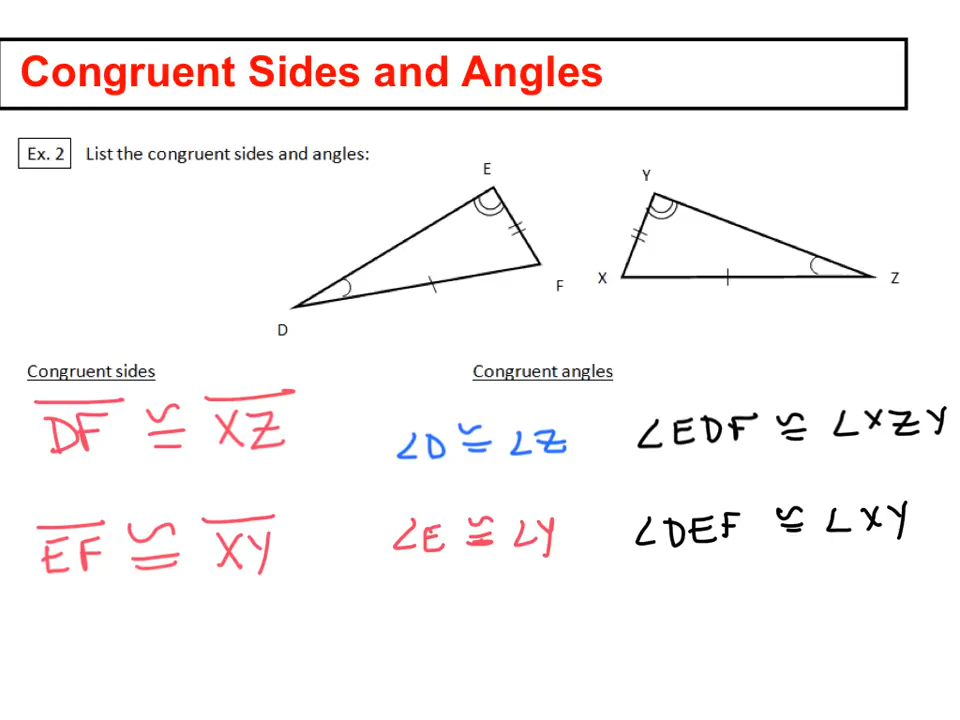 Congruent Sides and Angles
Ex. 2 List the congruent sides and angles:
E
Y
F
X
Z
D
Congruent sides
Congruent angles
DF ≅ XZ
∠D ≅ ∠Z
∠EDF ≅ ∠XZY
EF ≅ XY
∠E ≅ ∠Y
∠DEF ≅ ∠XY